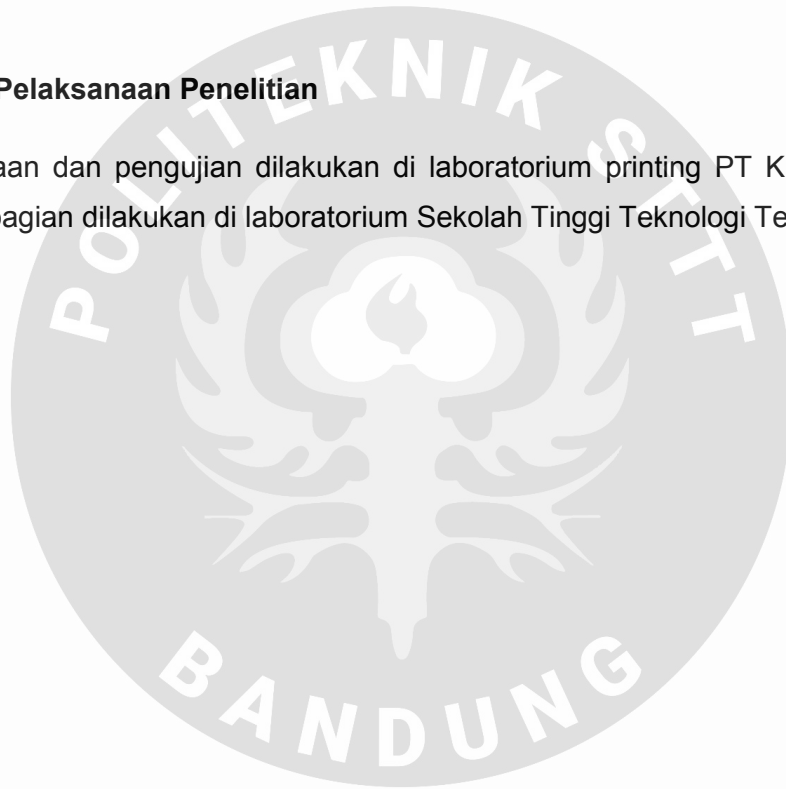 Pelaksanaan Penelitian
aan dan pengujian dilakukan di laboratorium printing PT K
agian dilakukan di laboratorium Sekolah Tinggi Teknologi Te
POLITEKNIK STTT
BANDUNG